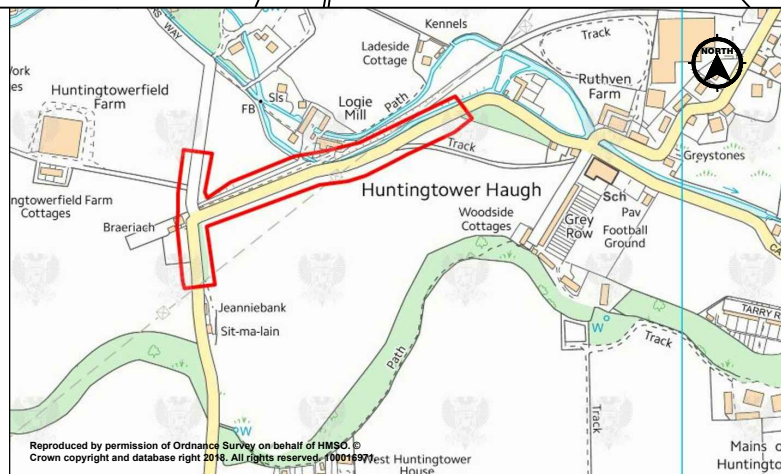 RS WAY
Kennels
Ladeside
Cottage
Track
NORTH
Huntingtowerfield
Farm
FB
Sls
Logie
Mill
Path
Ruthven
Farm
Track
Greystones
Huntingtower Haugh
ngtowerfield Farm
Cottages
Braeriach
Woodside
Cottages
Sch
Grey
Row
Pav
Football
Ground
Jeanniebank
Sit-ma-lain
W
TARRY R
Path
Track
Track
W
Reproduced by permission of Ordnance Survey on behalf of HMSO. ©
Crown copyright and database right 2018. All rights reserved. 100016971.
West Huntingtower
House
Mains o
Huntingto